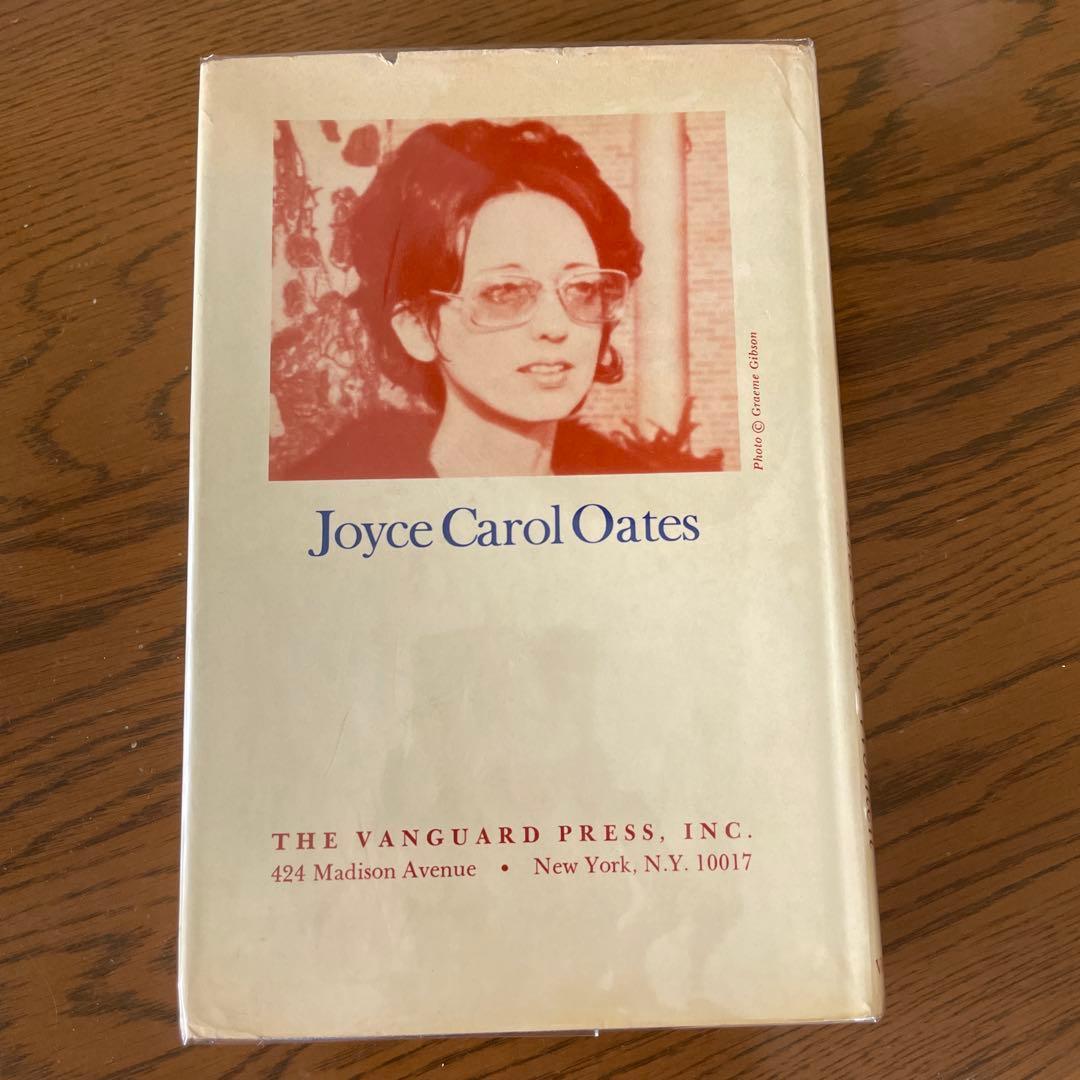 Photo © Graeme Gibson
Joyce Carol Oates
THE VANGUARD PRESS, INC.
424 Madison Avenue • New York, N.Y. 10017